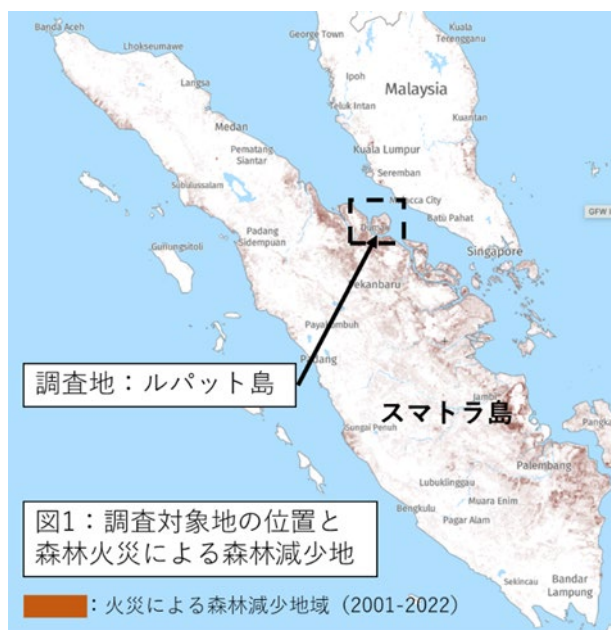 Banda Aceh
Lhokseumawe
Langsa
George Town
Kuala
Terengganu
Ipoh
Malaysia
Teluk Intan
Kuantan
Medan
Pematang
Siantar
Kuala Lumpur
Seremban
Subulussalam
City
Batu Pahat
GFW
Gunungsitoli
Padang
Sidempuan
Singapore
Payakumbuh
Padang
調査地：ルパット島
Jambi
スマトラ島
Sungai Penuh
Palembang
Lubuklinggau
Muara Enim
Bengkulu
Pagar Alam
図1：調査対象地の位置と
森林火災による森林減少地
Sekincau
Bandar
Lampung
：火災による森林減少地域（2001-2022）